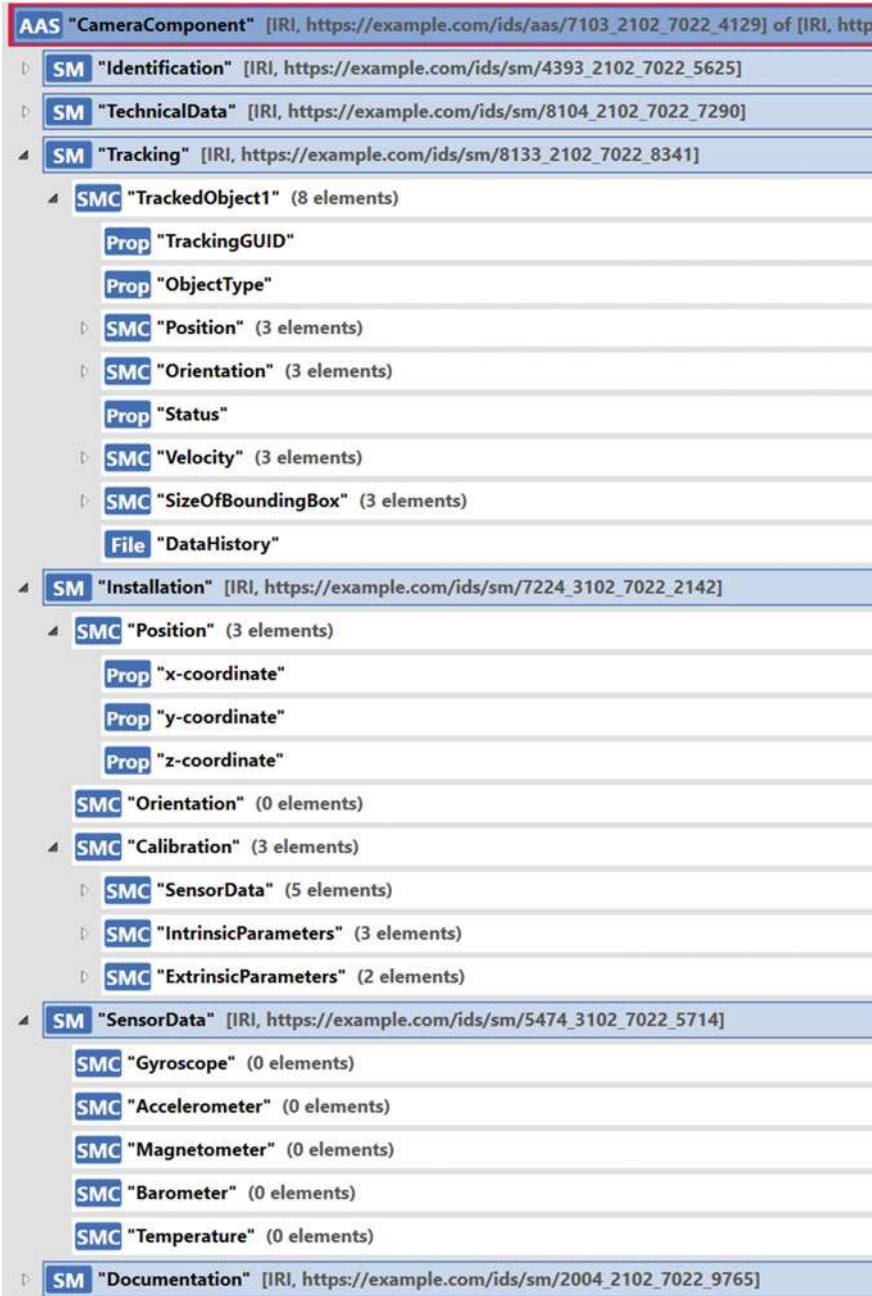 AAS "CameraComponent" [IRI, https://example.com/ids/aas/7103_2102_7022_4129] of [IRI, http
SM "Identification" [IRI, https://example.com/ids/sm/4393_2102_7022_5625]
SM "TechnicalData" [IRI, https://example.com/ids/sm/8104_2102_7022_7290]
SM "Tracking" [IRI, https://example.com/ids/sm/8133_2102_7022_8341]
SMC "TrackedObject1" (8 elements)
Prop "TrackingGUID"
Prop "ObjectType"
SMC "Position" (3 elements)
SMC "Orientation" (3 elements)
Prop "Status"
SMC "Velocity" (3 elements)
SMC "SizeOfBoundingBox" (3 elements)
File "DataHistory"
SM "Installation" [IRI, https://example.com/ids/sm/7224_3102_7022_2142]
SMC "Position" (3 elements)
Prop "x-coordinate"
Prop "y-coordinate"
Prop "z-coordinate"
SMC "Orientation" (0 elements)
SMC "Calibration" (3 elements)
SMC "SensorData" (5 elements)
SMC "IntrinsicParameters" (3 elements)
SMC "ExtrinsicParameters" (2 elements)
SM "SensorData" [IRI, https://example.com/ids/sm/5474_3102_7022_5714]
SMC "Gyroscope" (0 elements)
SMC "Accelerometer" (0 elements)
SMC "Magnetometer" (0 elements)
SMC "Barometer" (0 elements)
SMC "Temperature" (0 elements)
SM "Documentation" [IRI, https://example.com/ids/sm/2004_2102_7022_9765]